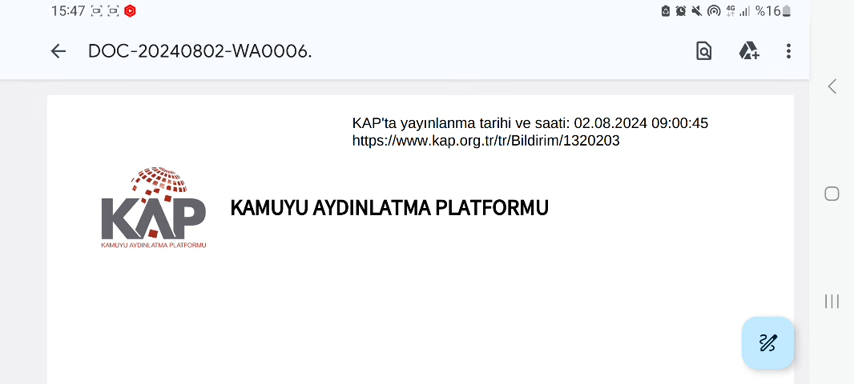 15:47
4G
%16
DOC-20240802-WA0006.
KAP'ta yayınlanma tarihi ve saati: 02.08.2024 09:00:45
https://www.kap.org.tr/tr/Bildirim/1320203
KAP
KAMUYU AYDINLATMA PLATFORMU
KAMUYU AYDINLATMA PLATFORMU